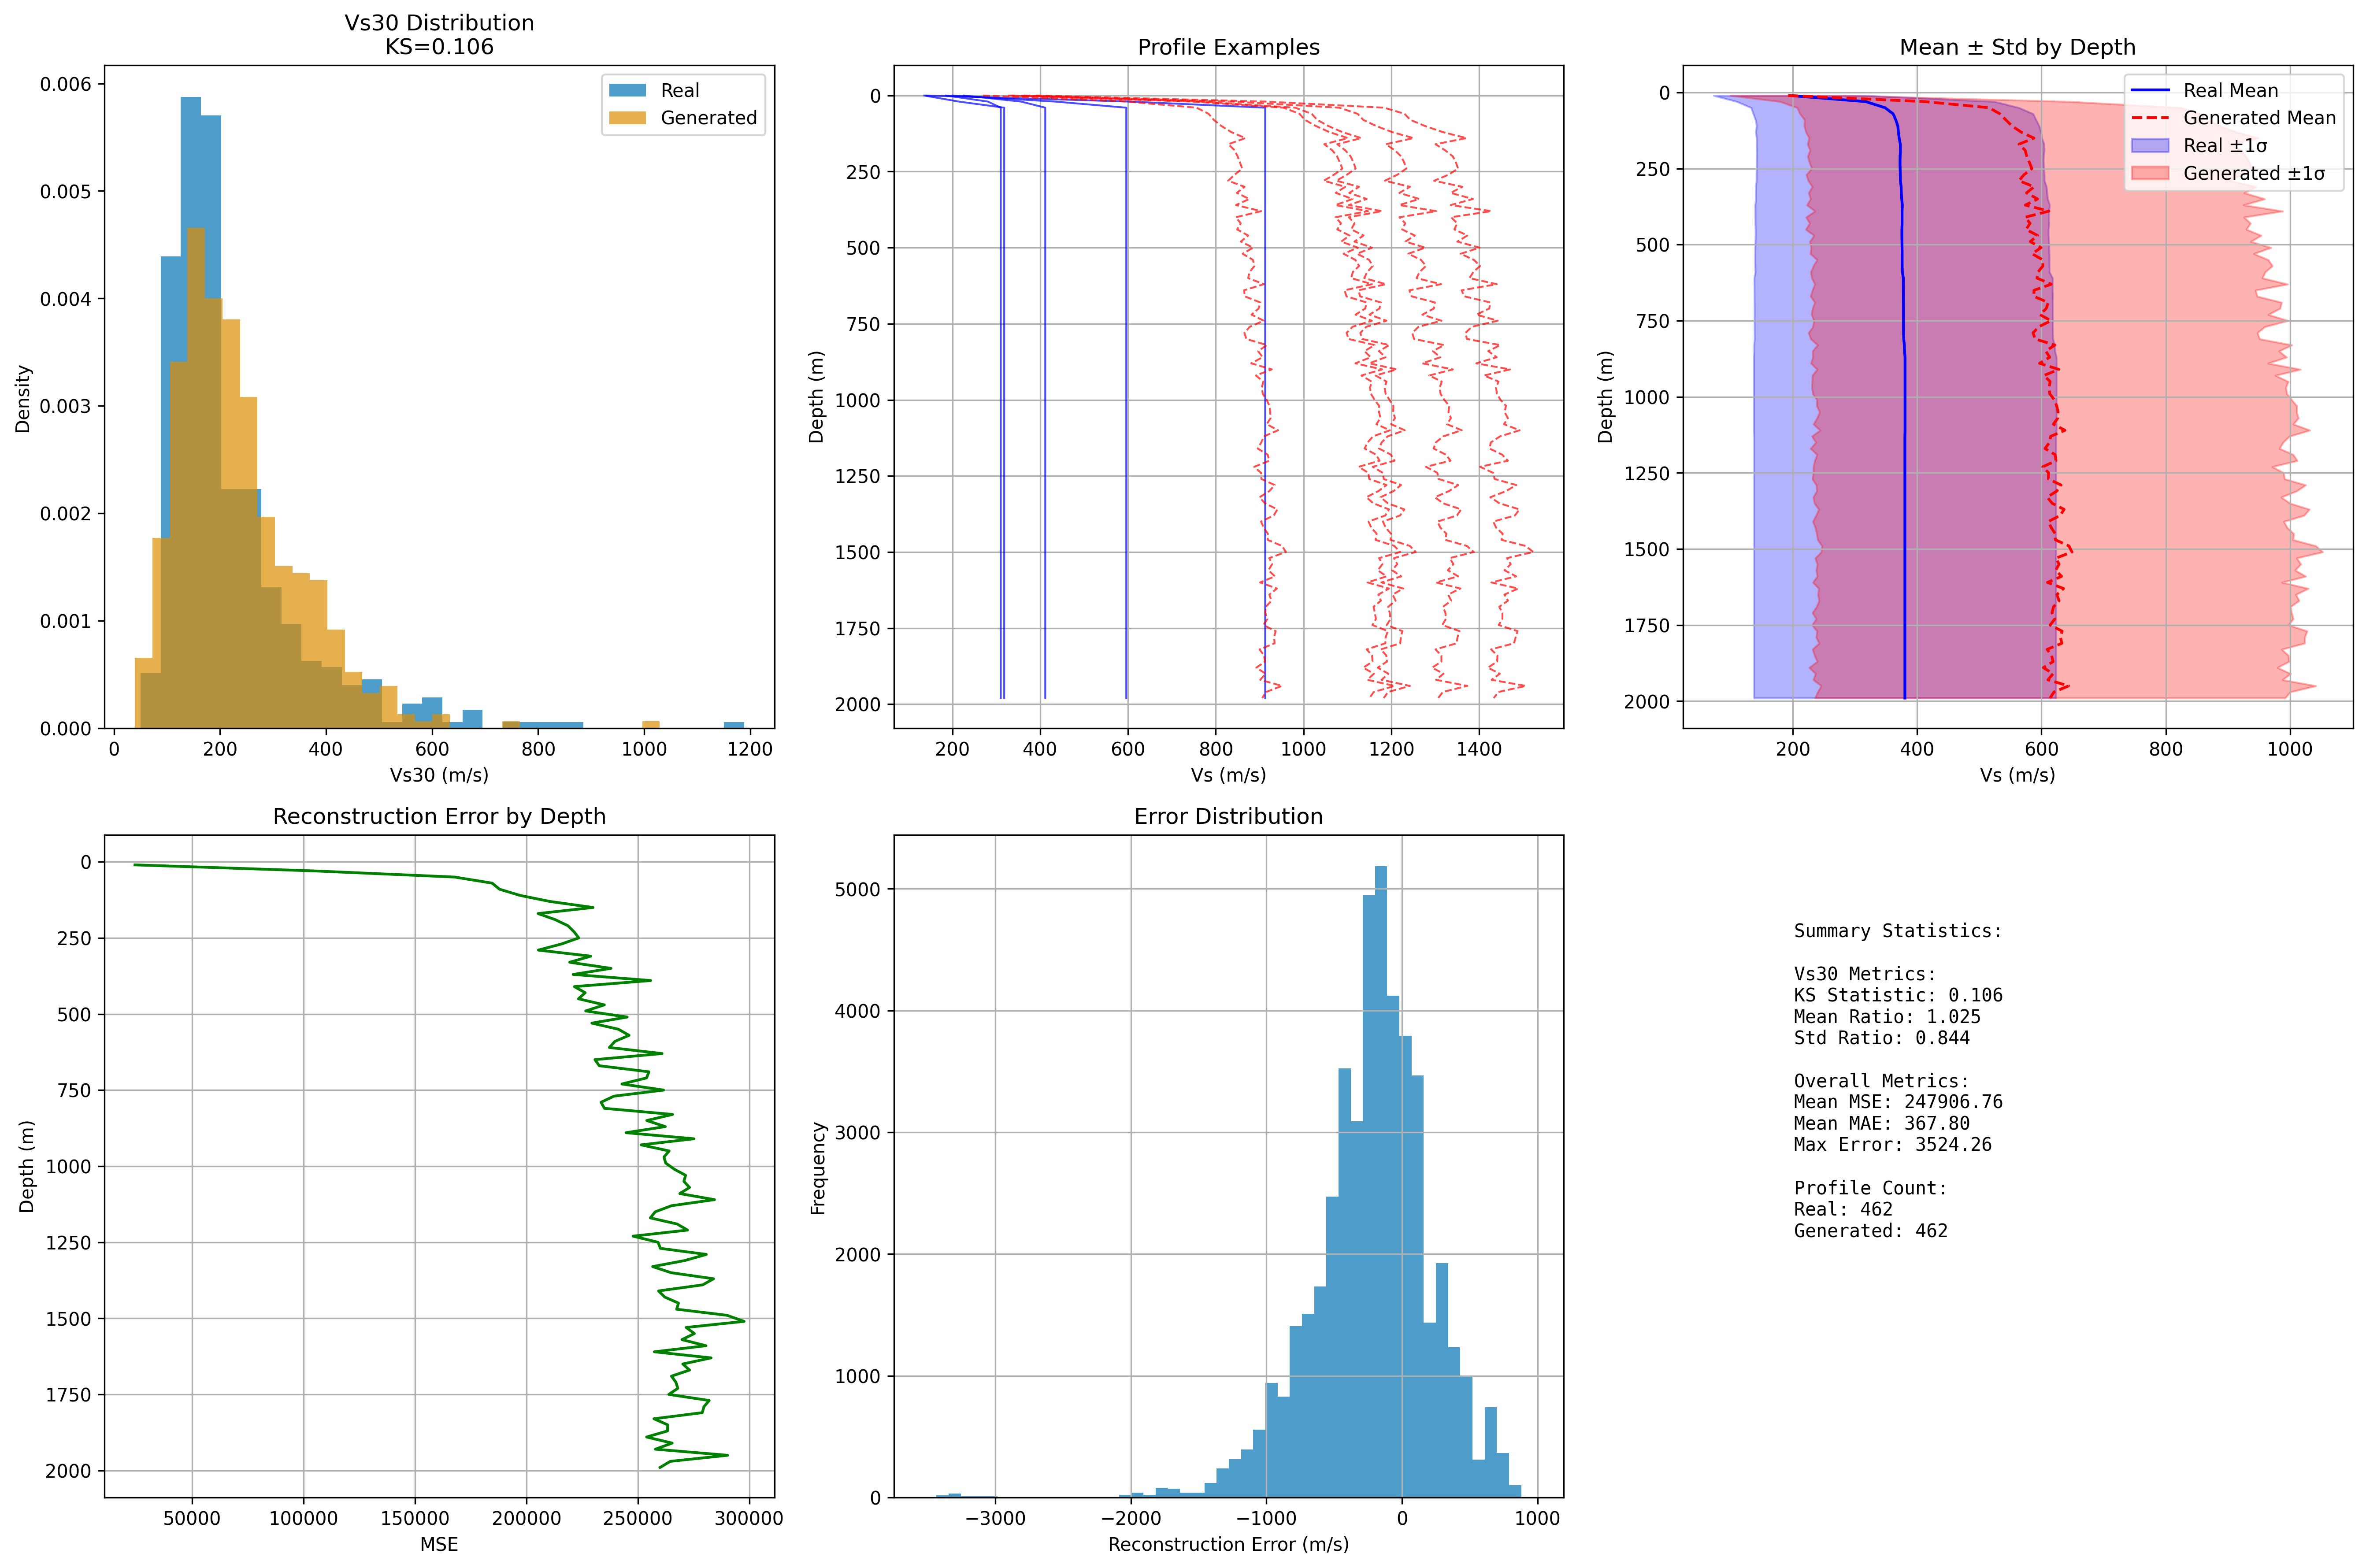 Vs30 Distribution
KS=0.106
0.006
0.005
0.004
0.003
0.002
0.001
0.000
Density
Real
Generated
0 200 400 600 800 1000 1200
Vs30 (m/s)
Profile Examples
0
250
500
750
1000
1250
1500
1750
2000
Depth (m)
200 400 600 800 1000 1200 1400
Vs (m/s)
Mean ± Std by Depth
0
250
500
750
1000
1250
1500
1750
2000
Depth (m)
Real Mean
Generated Mean
Real ±1σ
Generated ±1σ
200 400 600 800 1000
Vs (m/s)
Reconstruction Error by Depth
0
250
500
750
1000
1250
1500
1750
2000
Depth (m)
50000 100000 150000 200000 250000 300000
MSE
Error Distribution
5000
4000
3000
2000
1000
0
Frequency
−3000 −2000 −1000 0 1000
Reconstruction Error (m/s)
Summary Statistics:
Vs30 Metrics:
KS Statistic: 0.106
Mean Ratio: 1.025
Std Ratio: 0.844
Overall Metrics:
Mean MSE: 247906.76
Mean MAE: 367.80
Max Error: 3524.26
Profile Count:
Real: 462
Generated: 462